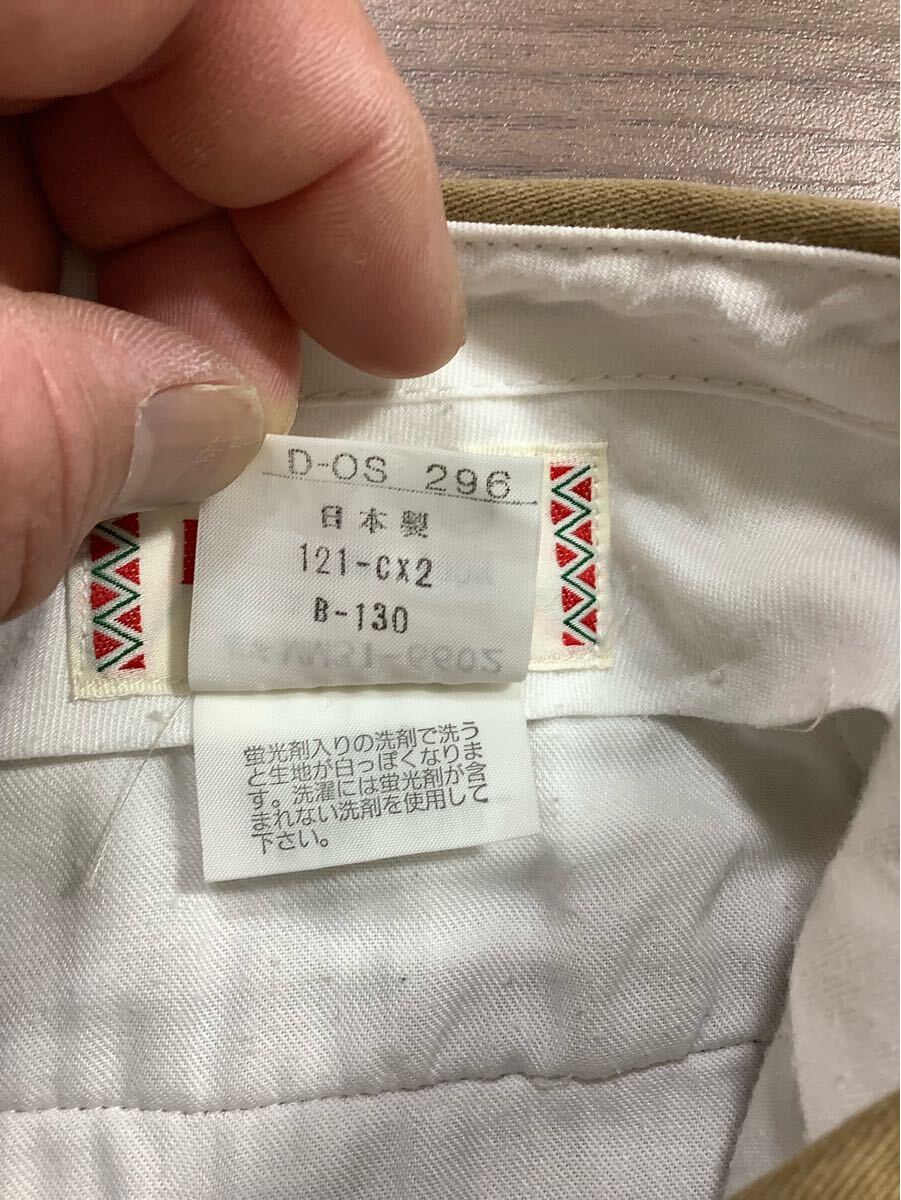 D-OS 296
日本製
121-CX2
B-130
蛍光剤入りの洗剤で洗う
と生地が白っぽくなりま
す。洗濯には蛍光剤が含
まれない洗剤を使用して
下さい。